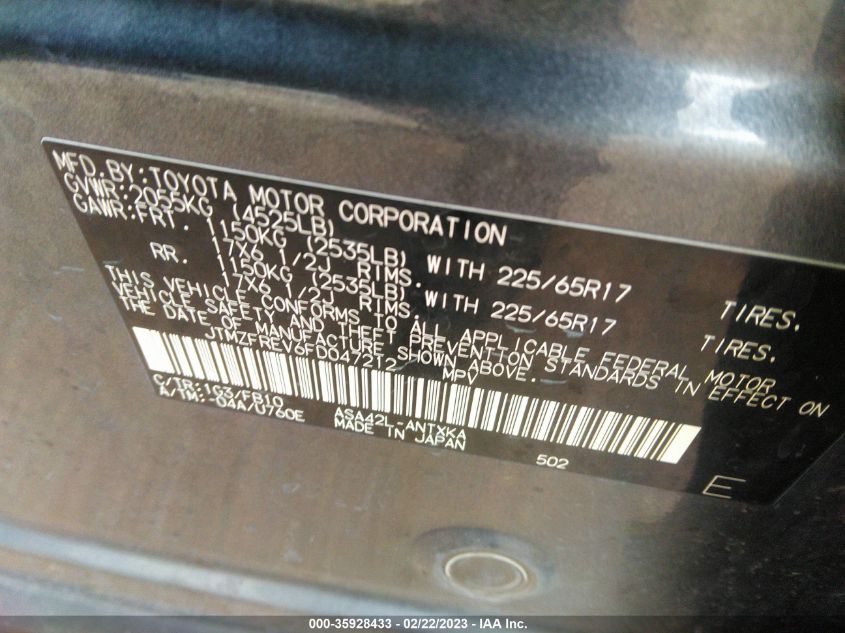 MFD.BY:TOYOTA MOTOR CORPORATION
GVWR:2055KG (4525LB)
GAWR:FRT. 1150KG (2535LB) WITH 225/65R17 TIRES.
17X6 1/2J RIMS.
RR. 1150KG (2535LB) WITH 225/65R17 TIRES.
17X6 1/2J RIMS.
THIS VEHICLE CONFORMS TO ALL APPLICABLE FEDERAL MOTOR
VEHICLE SAFETY AND THEFT PREVENTION STANDARDS IN EFFECT ON
THE DATE OF MANUFACTURE SHOWN ABOVE.
JTMZFREV6FD047212 MPV
C/TR:1G3/FB10 ASA42L-ANTXKA
A/TM:-04A/U760E MADE IN JAPAN
502
E
000-35928433 - 02/22/2023 - IAA Inc.